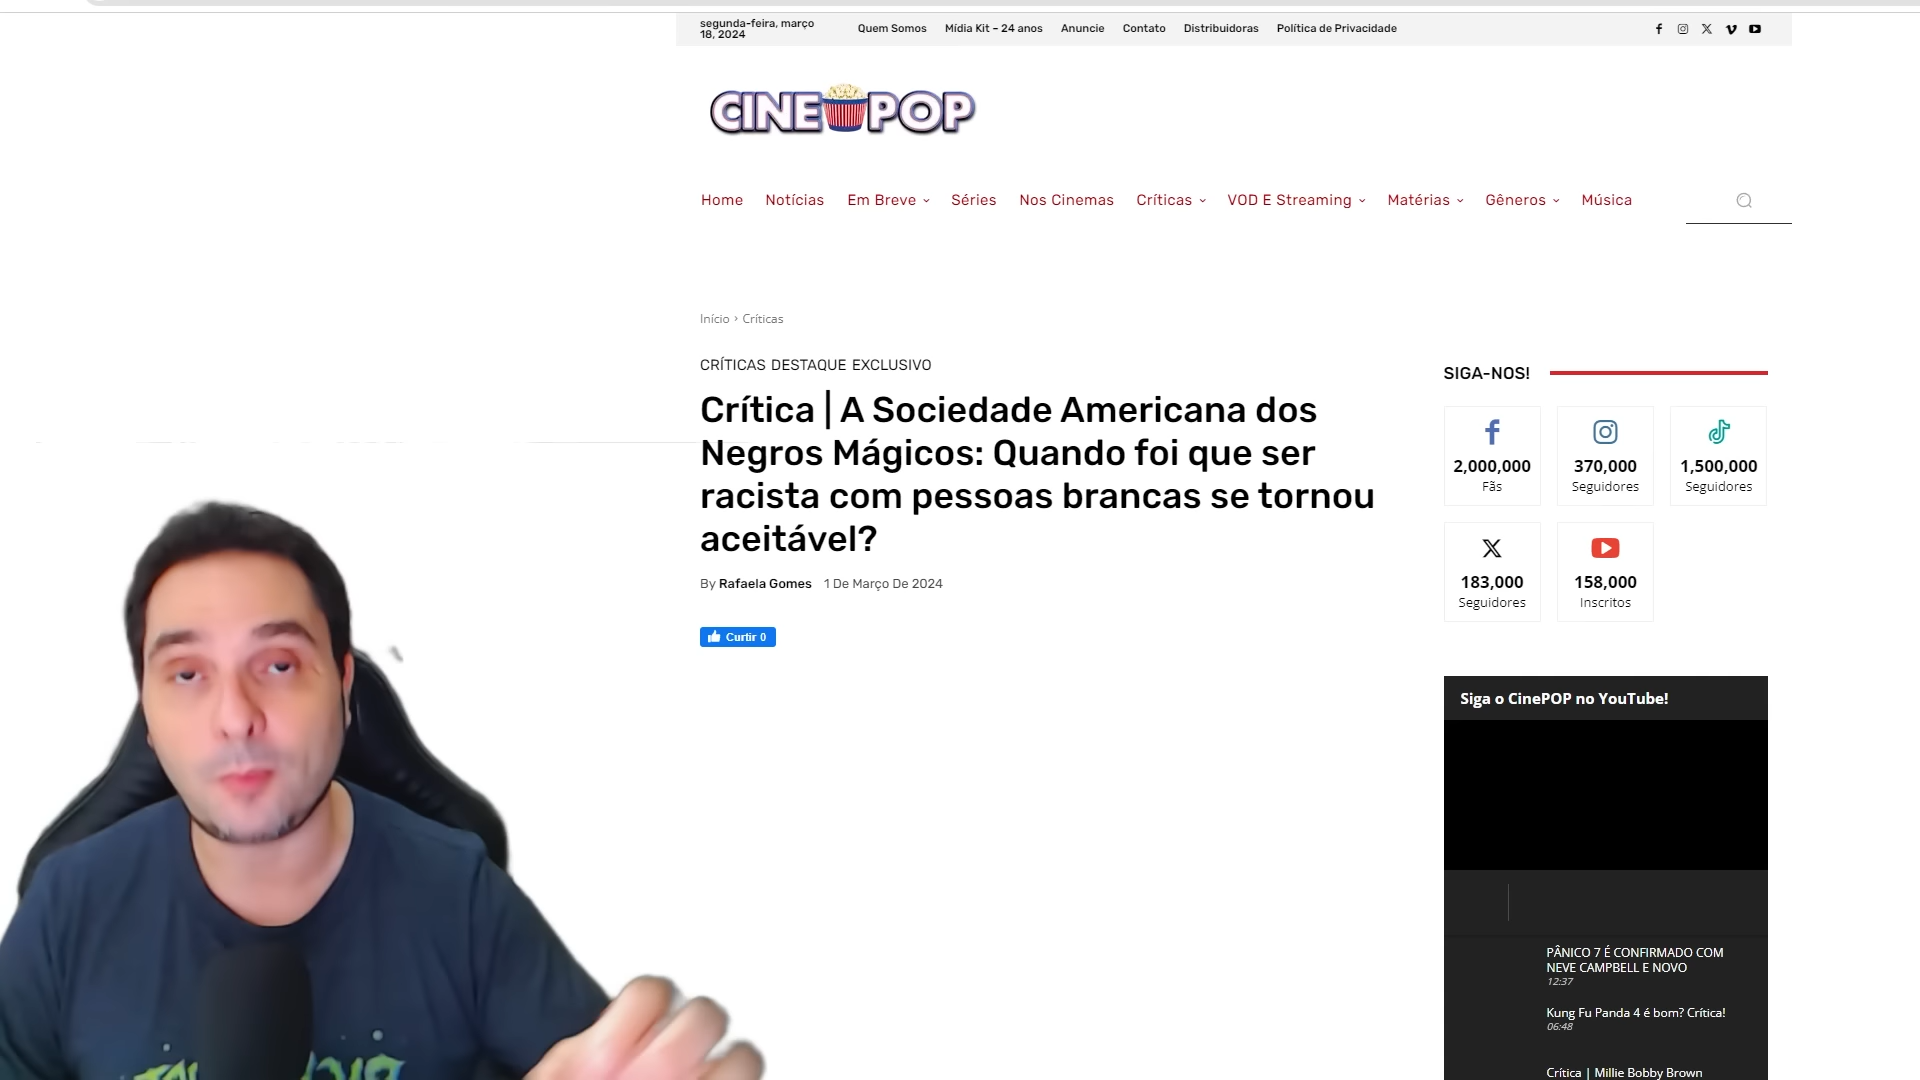 segunda-feira, março
18, 2024
Quem Somos
Mídia Kit – 24 anos
Anuncie
Contato
Distribuidoras
Política de Privacidade
CINE POP
Home
Notícias
Em Breve
Séries
Nos Cinemas
Críticas
VOD E Streaming
Matérias
Gêneros
Música
Início › Críticas
CRÍTICAS DESTAQUE EXCLUSIVO
Crítica | A Sociedade Americana dos
Negros Mágicos: Quando foi que ser
racista com pessoas brancas se tornou
aceitável?
By Rafaela Gomes 1 De Março De 2024
Curtir 0
SIGA-NOS!
2,000,000
Fãs
370,000
Seguidores
1,500,000
Seguidores
183,000
Seguidores
158,000
Inscritos
Siga o CinePOP no YouTube!
PÂNICO 7 É CONFIRMADO COM
NEVE CAMPBELL E NOVO
12:37
Kung Fu Panda 4 é bom? Crítica!
06:48
Crítica | Millie Bobby Brown